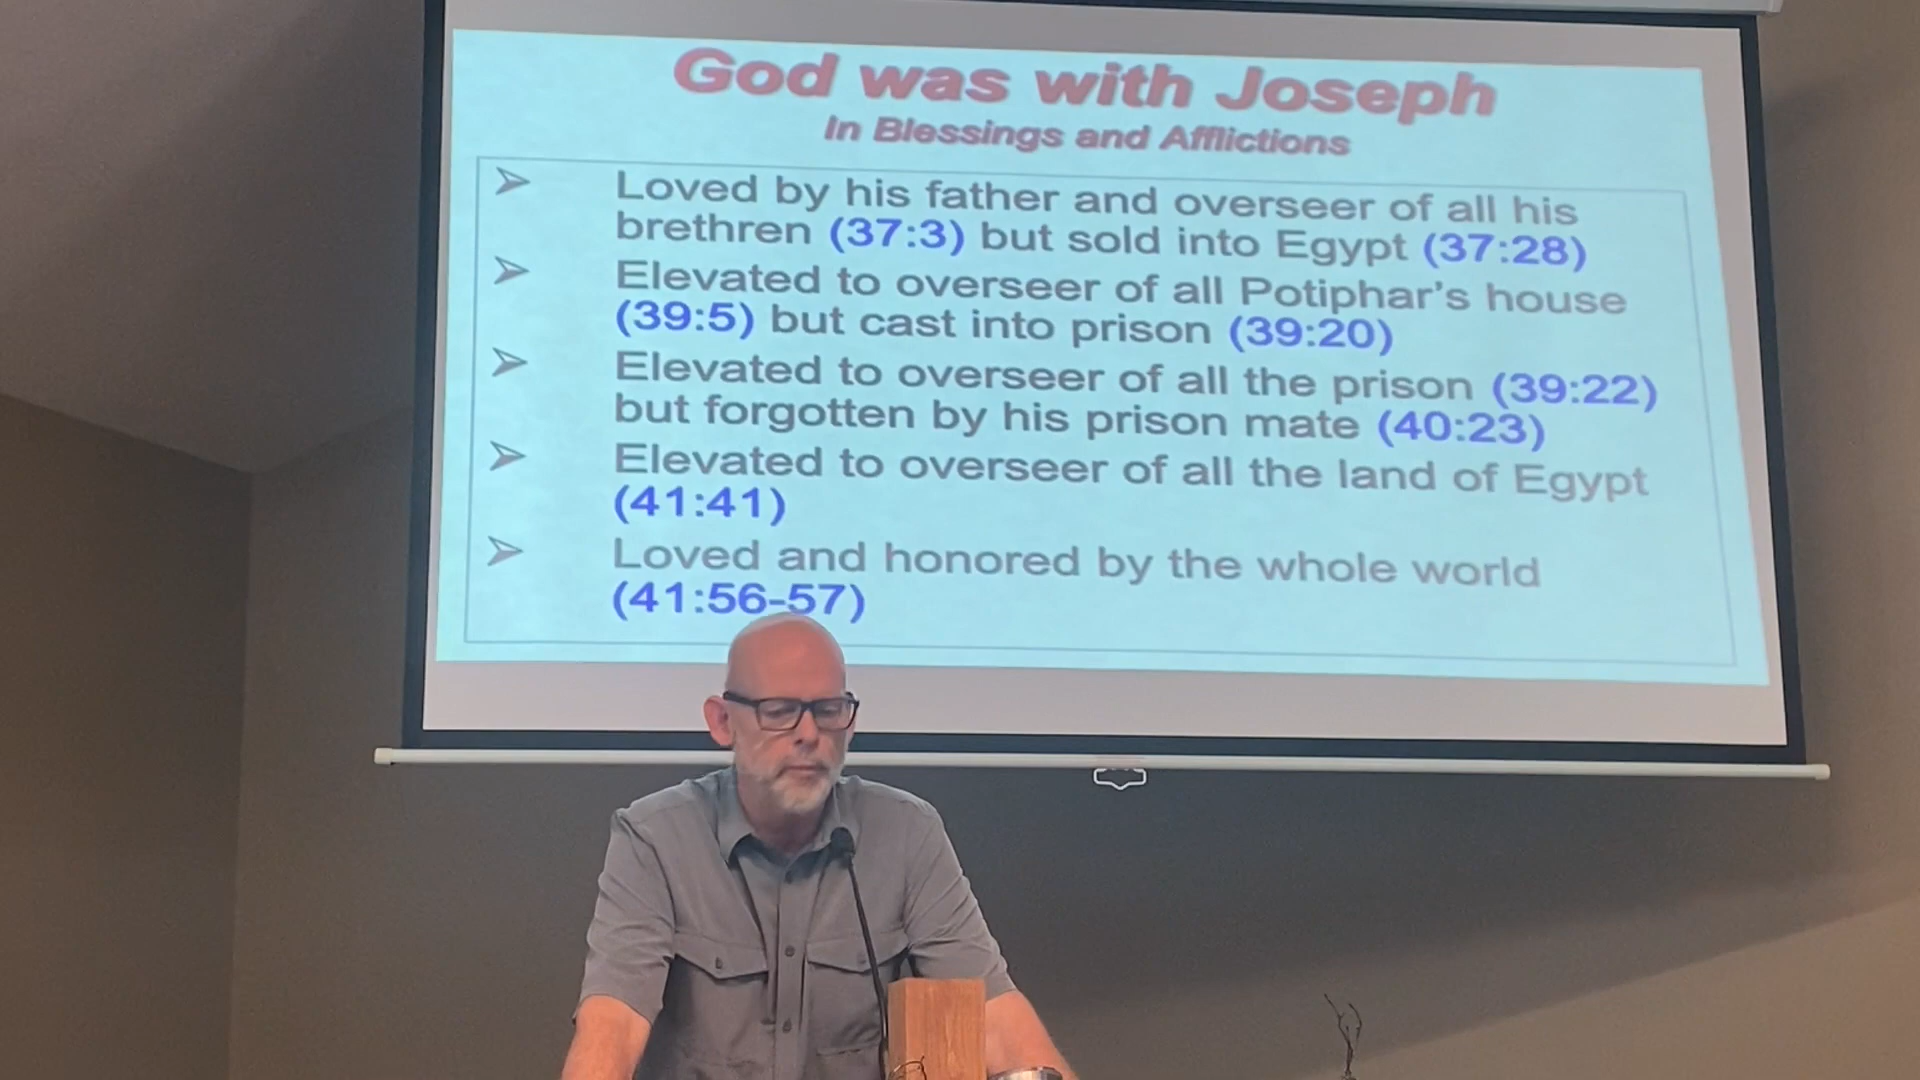 God was with Joseph
In Blessings and Afflictions
Loved by his father and overseer of all his
brethren (37:3) but sold into Egypt (37:28)
Elevated to overseer of all Potiphar's house
(39:5) but cast into prison (39:20)
Elevated to overseer of all the prison (39:22)
but forgotten by his prison mate (40:23)
Elevated to overseer of all the land of Egypt
(41:41)
Loved and honored by the whole world
(41:56-57)